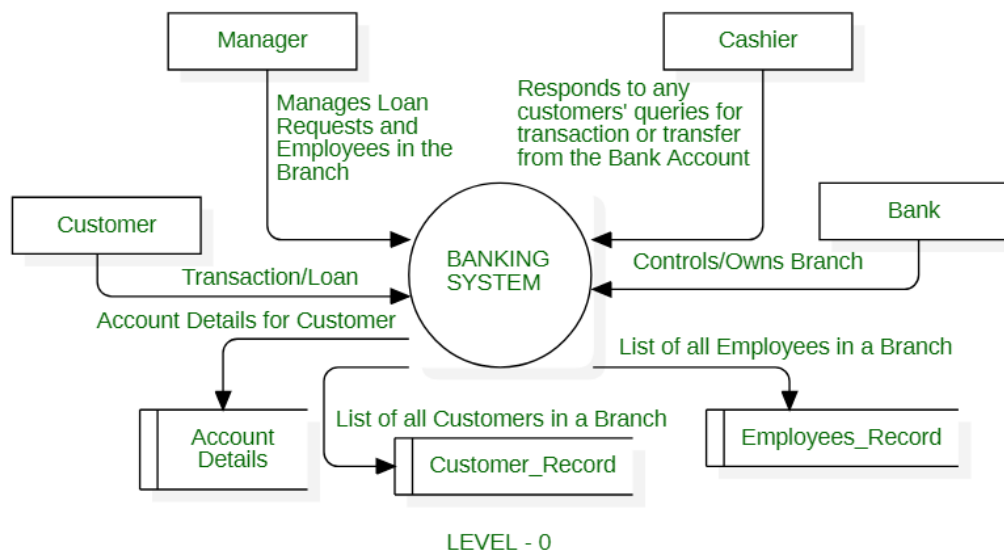 Manager
Cashier
Manages Loan
Requests and
Employees in the
Branch
Responds to any
customers' queries for
transaction or transfer
from the Bank Account
Customer
Bank
BANKING
SYSTEM
Transaction/Loan
Controls/Owns Branch
Account Details for Customer
List of all Employees in a Branch
List of all Customers in a Branch
Account
Details
Customer_Record
Employees_Record
LEVEL - 0